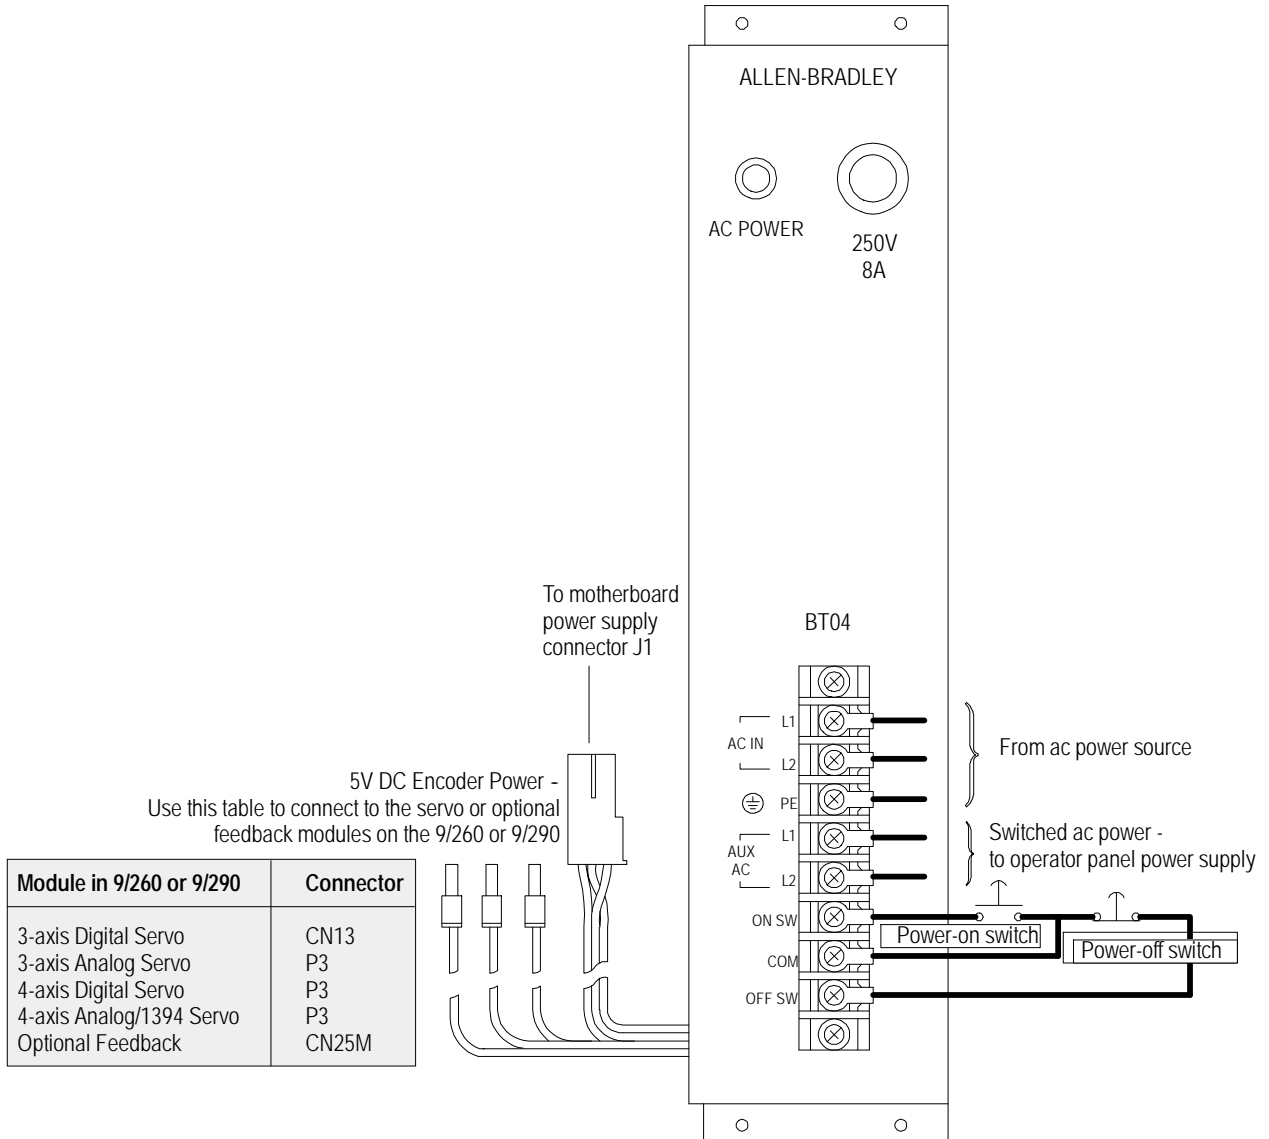 ALLEN-BRADLEY
AC POWER
250V
8A
To motherboard
power supply
connector J1
BT04
L1
AC IN
L2
PE
L1
AUX
AC
L2
ON SW
COM
OFF SW
From ac power source
Switched ac power -
to operator panel power supply
Power-on switch
Power-off switch
5V DC Encoder Power -
Use this table to connect to the servo or optional
feedback modules on the 9/260 or 9/290
Module in 9/260 or 9/290 Connector
3-axis Digital Servo CN13
3-axis Analog Servo P3
4-axis Digital Servo P3
4-axis Analog/1394 Servo P3
Optional Feedback CN25M